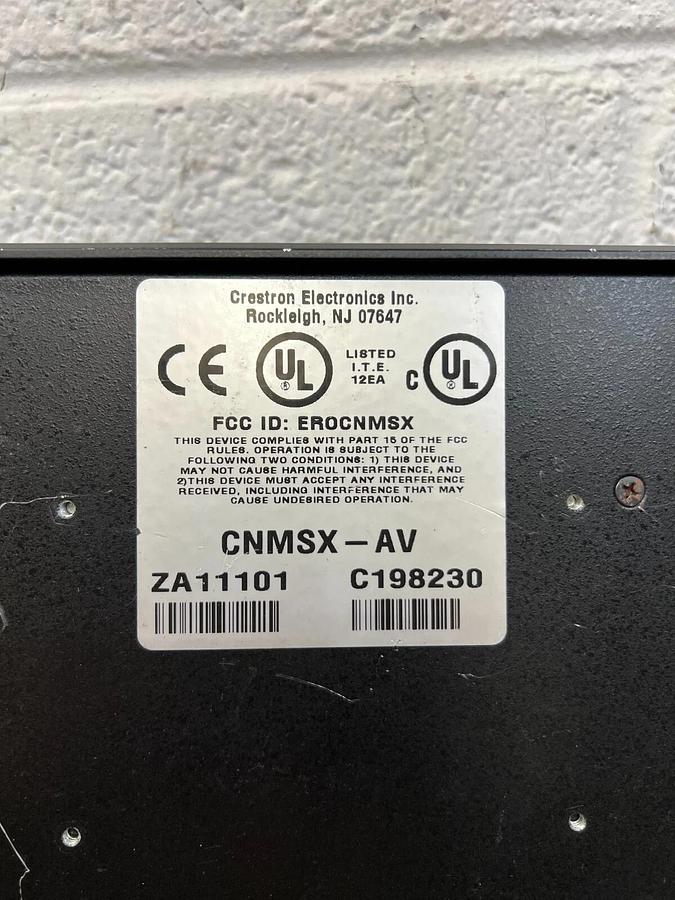 Crestron Electronics Inc.
Rockleigh, NJ 07647
CE
UL
LISTED
I.T.E.
12EA
C UL
FCC ID: EROCNMSX
THIS DEVICE COMPLIES WITH PART 15 OF THE FCC
RULES. OPERATION IS SUBJECT TO THE
FOLLOWING TWO CONDITIONS: 1) THIS DEVICE
MAY NOT CAUSE HARMFUL INTERFERENCE, AND
2)THIS DEVICE MUST ACCEPT ANY INTERFERENCE
RECEIVED, INCLUDING INTERFERENCE THAT MAY
CAUSE UNDESIRED OPERATION.
CNMSX-AV
ZA11101 C198230